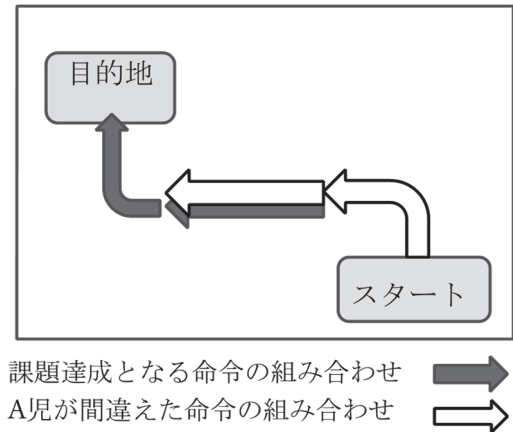 目的地
スタート
課題達成となる命令の組み合わせ
A児が間違えた命令の組み合わせ